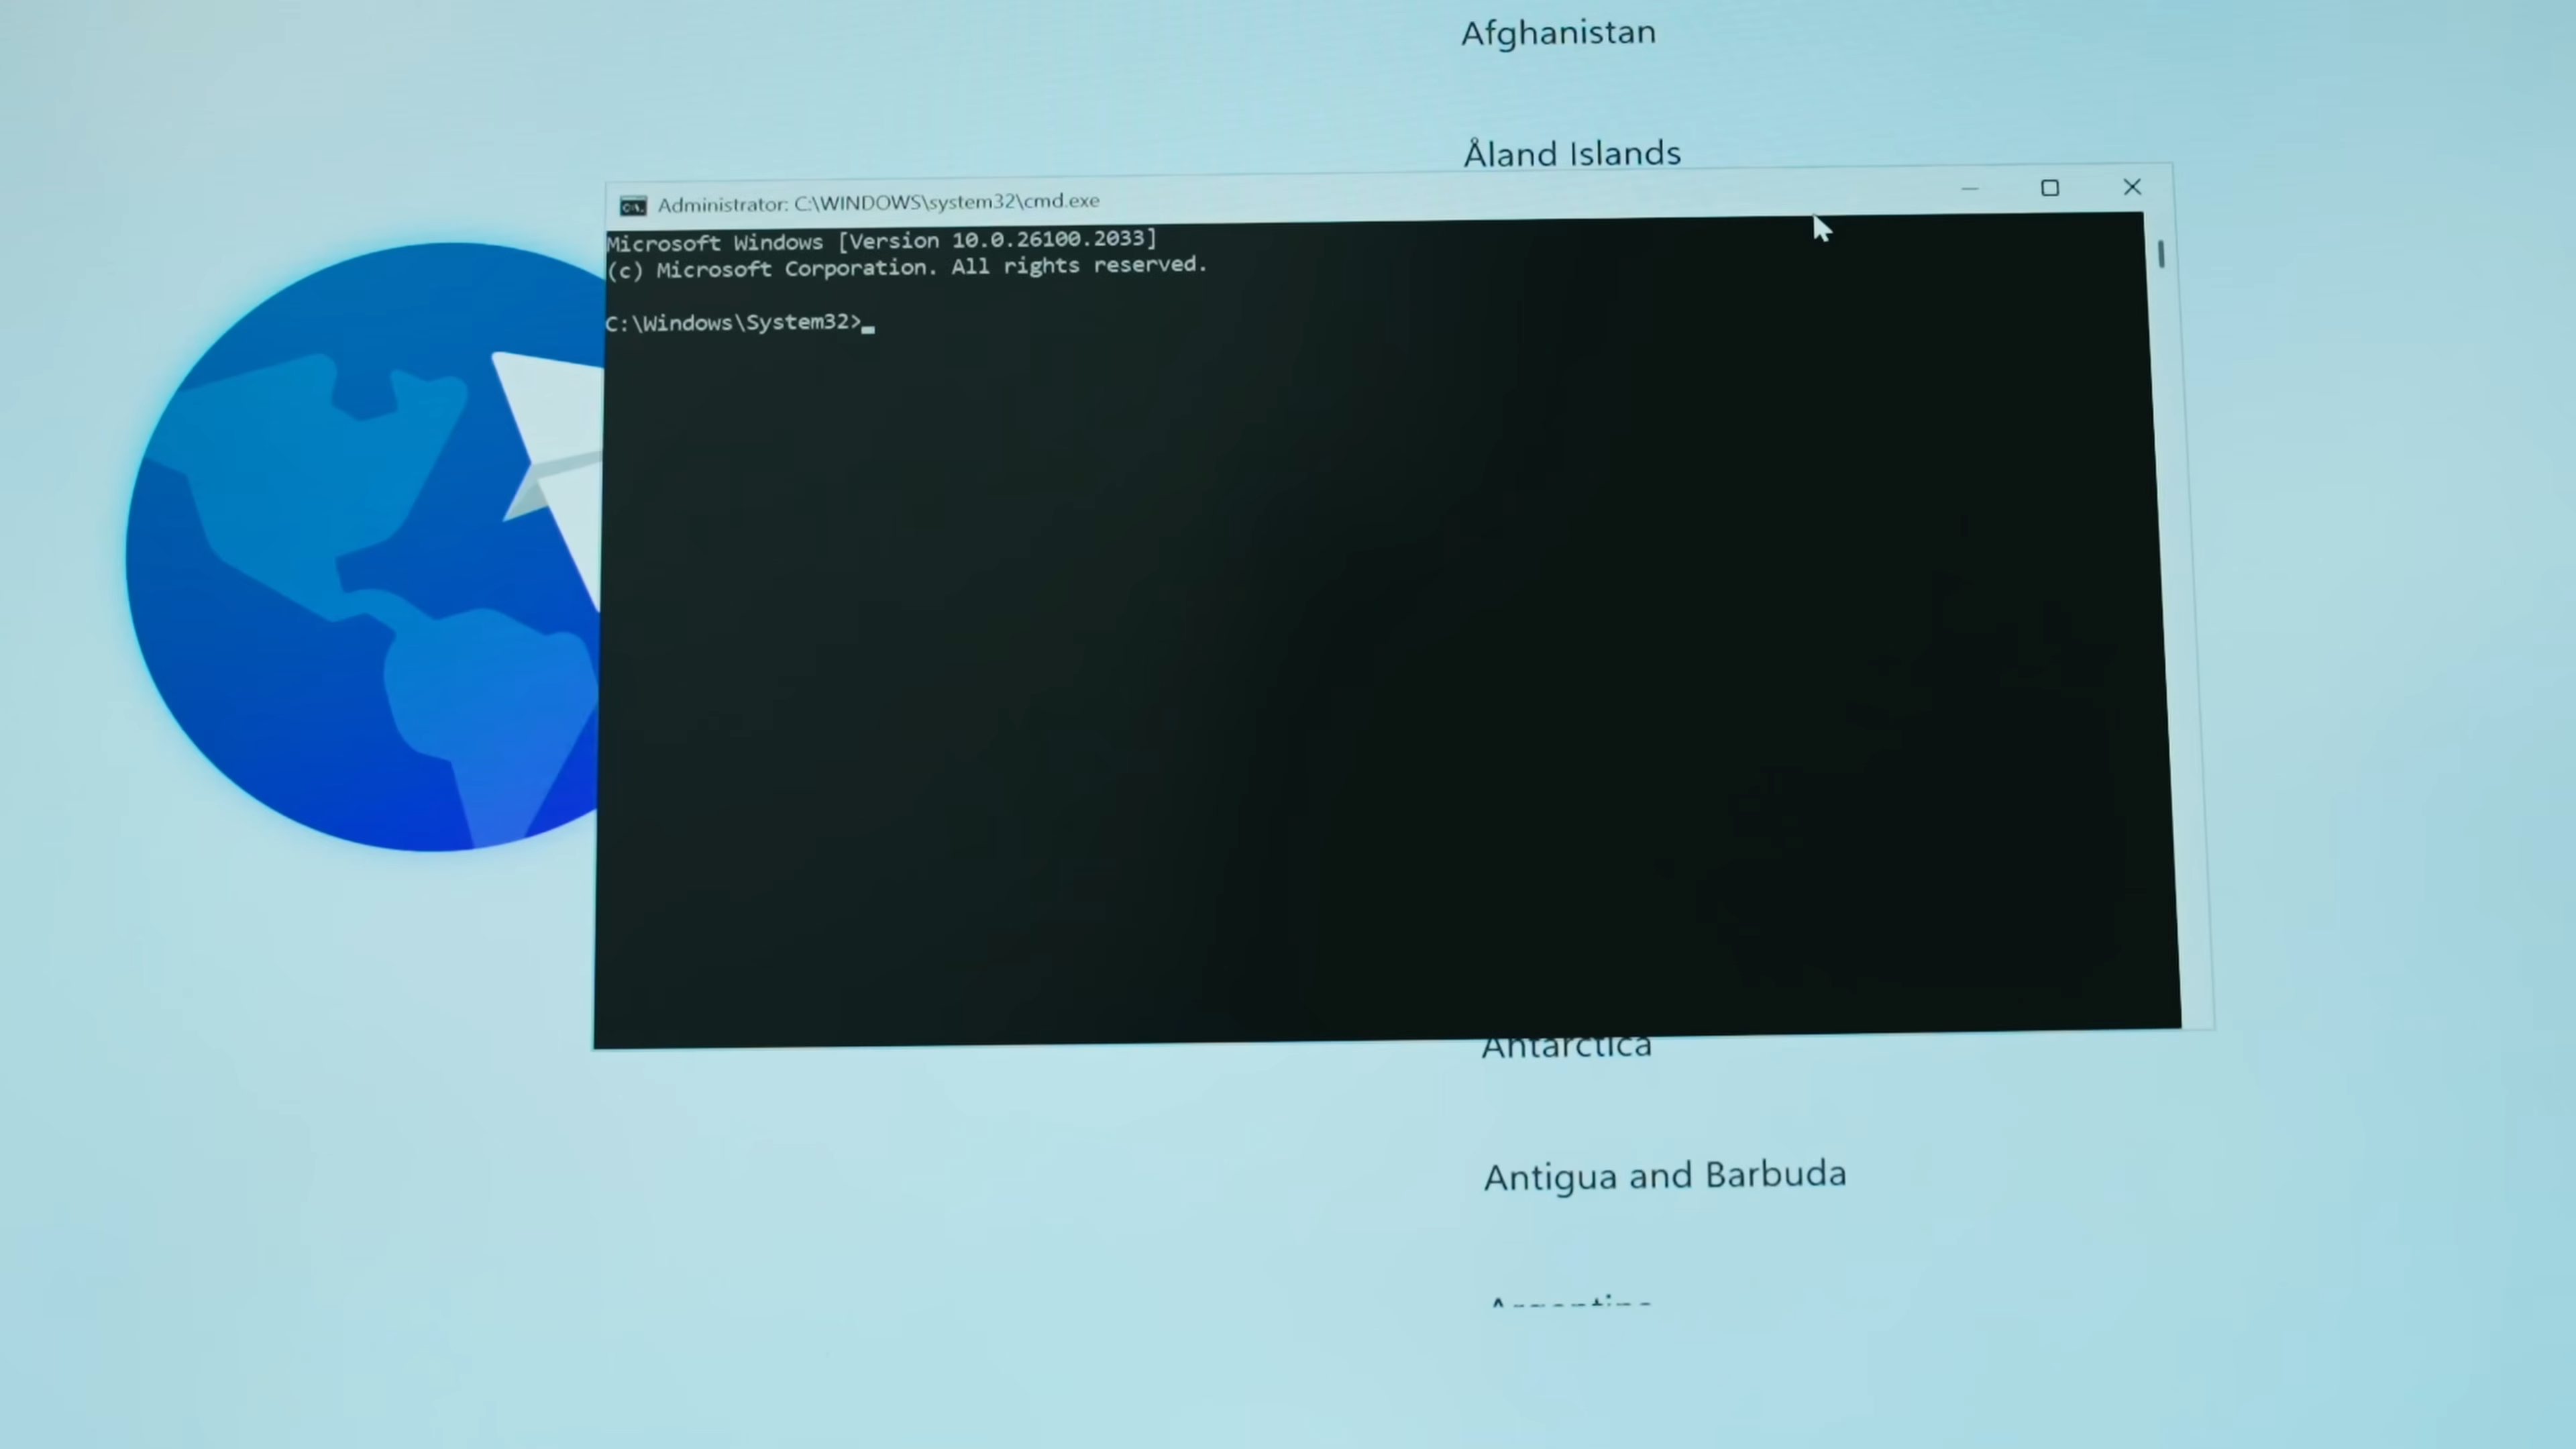 Afghanistan
Åland Islands
Administrator: C:\WINDOWS\system32\cmd.exe
Microsoft Windows [Version 10.0.26100.2033]
(c) Microsoft Corporation. All rights reserved.
C:\Windows\System32>
Antarctica
Antigua and Barbuda